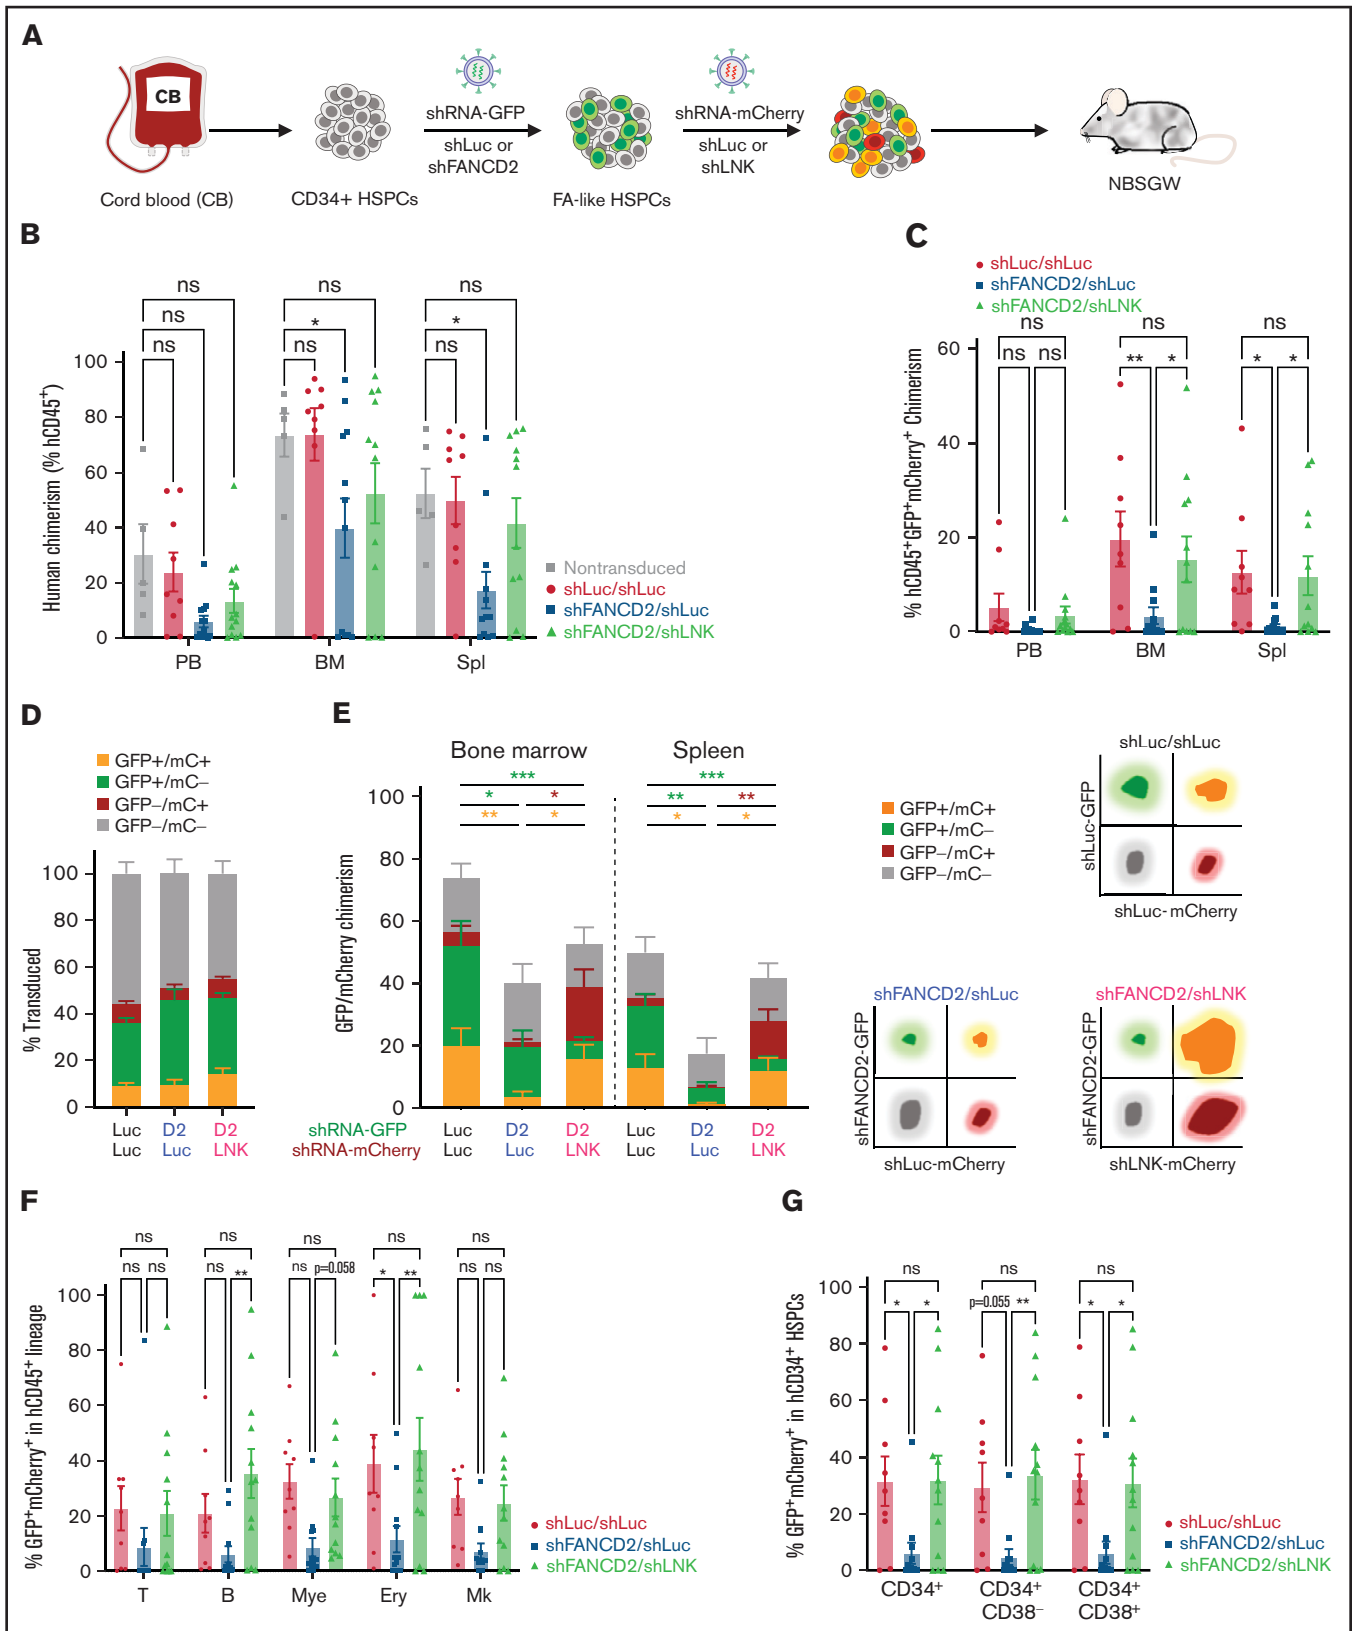 A
CB
shRNA-GFP
shLuc or
shFANCD2
shRNA-mCherry
shLuc or
shLNK
Cord blood (CB)
CD34+ HSPCs
FA-like HSPCs
NBSGW
B
ns
ns
ns
ns
*
ns
ns
*
ns
Human chimerism (% hCD45⁺)
100
80
60
40
20
0
PB
BM
Spl
Nontransduced
shLuc/shLuc
shFANCD2/shLuc
shFANCD2/shLNK
C
shLuc/shLuc
shFANCD2/shLuc
shFANCD2/shLNK
ns
ns
ns
ns
**
*
ns
*
*
% hCD45⁺GFP⁺mCherry⁺ Chimerism
60
40
20
0
PB
BM
Spl
D
GFP+/mC+
GFP+/mC−
GFP−/mC+
GFP−/mC−
% Transduced
100
80
60
40
20
0
Luc D2 D2
Luc Luc LNK
E
Bone marrow
Spleen
***
*
*
**
*
***
**
**
*
*
GFP/mCherry chimerism
100
80
60
40
20
0
shRNA-GFP Luc D2 D2 Luc D2 D2
shRNA-mCherry Luc Luc LNK Luc Luc LNK
GFP+/mC+
GFP+/mC−
GFP−/mC+
GFP−/mC−
shLuc/shLuc
shLuc-GFP
shLuc-mCherry
shFANCD2/shLuc
shFANCD2-GFP
shLuc-mCherry
shFANCD2/shLNK
shFANCD2-GFP
shLNK-mCherry
F
ns
ns
ns
ns
ns
**
ns
ns
p=0.058
ns
*
**
ns
ns
ns
% GFP⁺mCherry⁺ in hCD45⁺ lineage
100
80
60
40
20
0
T
B
Mye
Ery
Mk
shLuc/shLuc
shFANCD2/shLuc
shFANCD2/shLNK
G
ns
*
*
ns
p=0.055
**
ns
*
*
% GFP⁺mCherry⁺ in hCD34⁺ HSPCs
100
80
60
40
20
0
CD34⁺
CD34⁺
CD38⁻
CD34⁺
CD38⁺
shLuc/shLuc
shFANCD2/shLuc
shFANCD2/shLNK